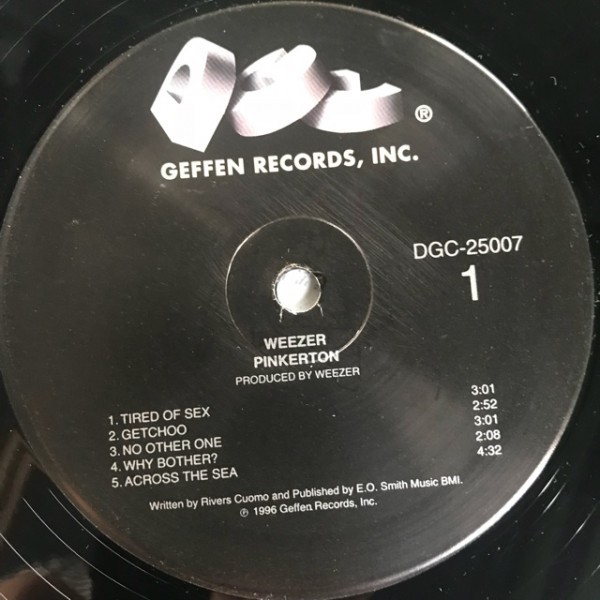 ®
GEFFEN RECORDS, INC.
DGC-25007
1
WEEZER
PINKERTON
PRODUCED BY WEEZER
1. TIRED OF SEX 3:01
2. GETCHOO 2:52
3. NO OTHER ONE 3:01
4. WHY BOTHER? 2:08
5. ACROSS THE SEA 4:32
Written by Rivers Cuomo and Published by E.O. Smith Music BMI.
℗ 1996 Geffen Records, Inc.